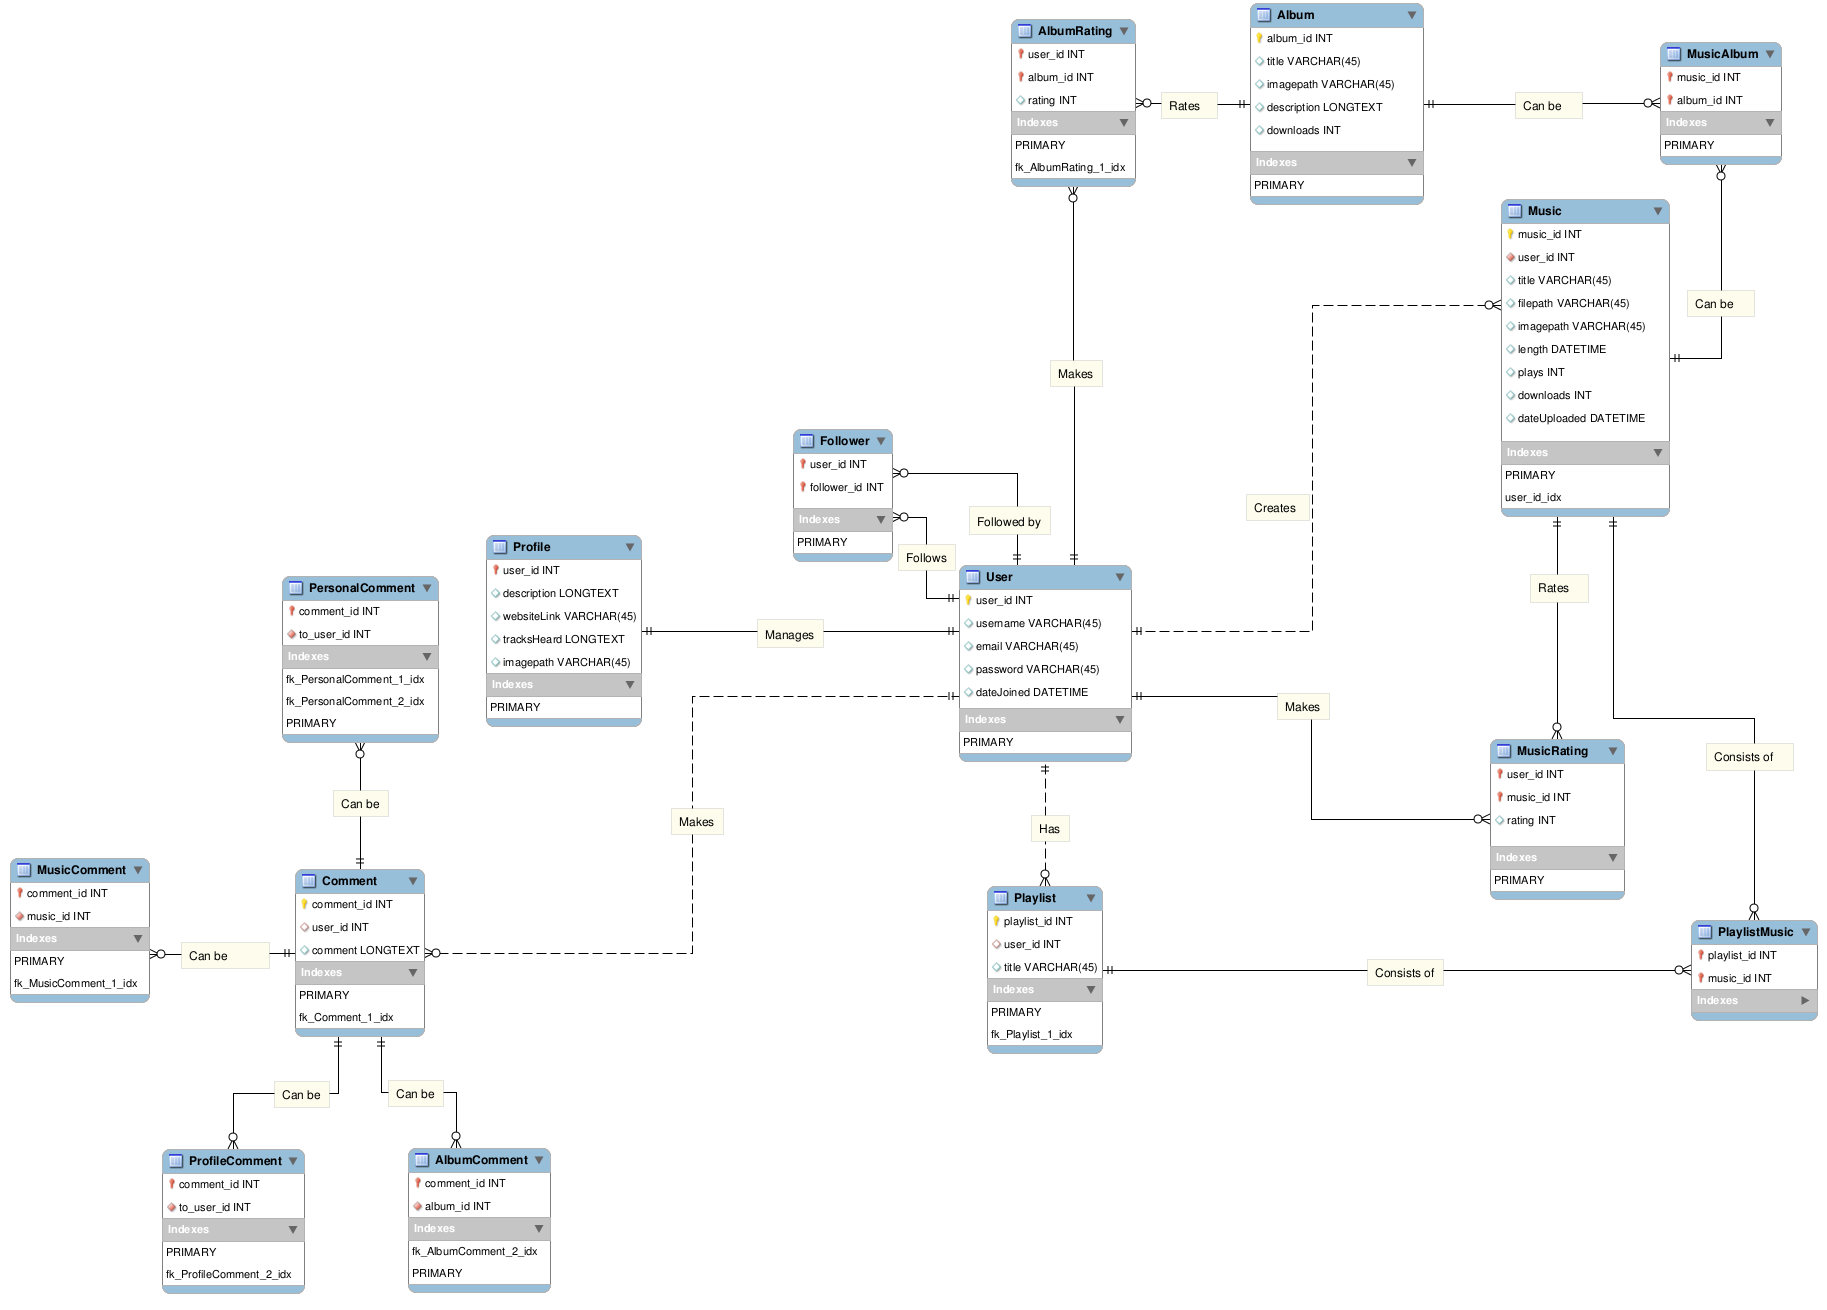 AlbumRating
user_id INT
album_id INT
rating INT
Indexes
PRIMARY
fk_AlbumRating_1_idx
Rates
Album
album_id INT
title VARCHAR(45)
imagepath VARCHAR(45)
description LONGTEXT
downloads INT
Indexes
PRIMARY
Can be
MusicAlbum
music_id INT
album_id INT
Indexes
PRIMARY
Can be
Music
music_id INT
user_id INT
title VARCHAR(45)
filepath VARCHAR(45)
imagepath VARCHAR(45)
length DATETIME
plays INT
downloads INT
dateUploaded DATETIME
Indexes
PRIMARY
user_id_idx
Makes
Creates
Follower
user_id INT
follower_id INT
Indexes
PRIMARY
Followed by
Follows
Profile
user_id INT
description LONGTEXT
websiteLink VARCHAR(45)
tracksHeard LONGTEXT
imagepath VARCHAR(45)
Indexes
PRIMARY
Manages
User
user_id INT
username VARCHAR(45)
email VARCHAR(45)
password VARCHAR(45)
dateJoined DATETIME
Indexes
PRIMARY
Rates
Makes
MusicRating
user_id INT
music_id INT
rating INT
Indexes
PRIMARY
Consists of
PersonalComment
comment_id INT
to_user_id INT
Indexes
fk_PersonalComment_1_idx
fk_PersonalComment_2_idx
PRIMARY
Can be
Makes
Has
MusicComment
comment_id INT
music_id INT
Indexes
PRIMARY
fk_MusicComment_1_idx
Can be
Comment
comment_id INT
user_id INT
comment LONGTEXT
Indexes
PRIMARY
fk_Comment_1_idx
Playlist
playlist_id INT
user_id INT
title VARCHAR(45)
Indexes
PRIMARY
fk_Playlist_1_idx
Consists of
PlaylistMusic
playlist_id INT
music_id INT
Indexes
Can be
Can be
ProfileComment
comment_id INT
to_user_id INT
Indexes
PRIMARY
fk_ProfileComment_2_idx
AlbumComment
comment_id INT
album_id INT
Indexes
fk_AlbumComment_2_idx
PRIMARY